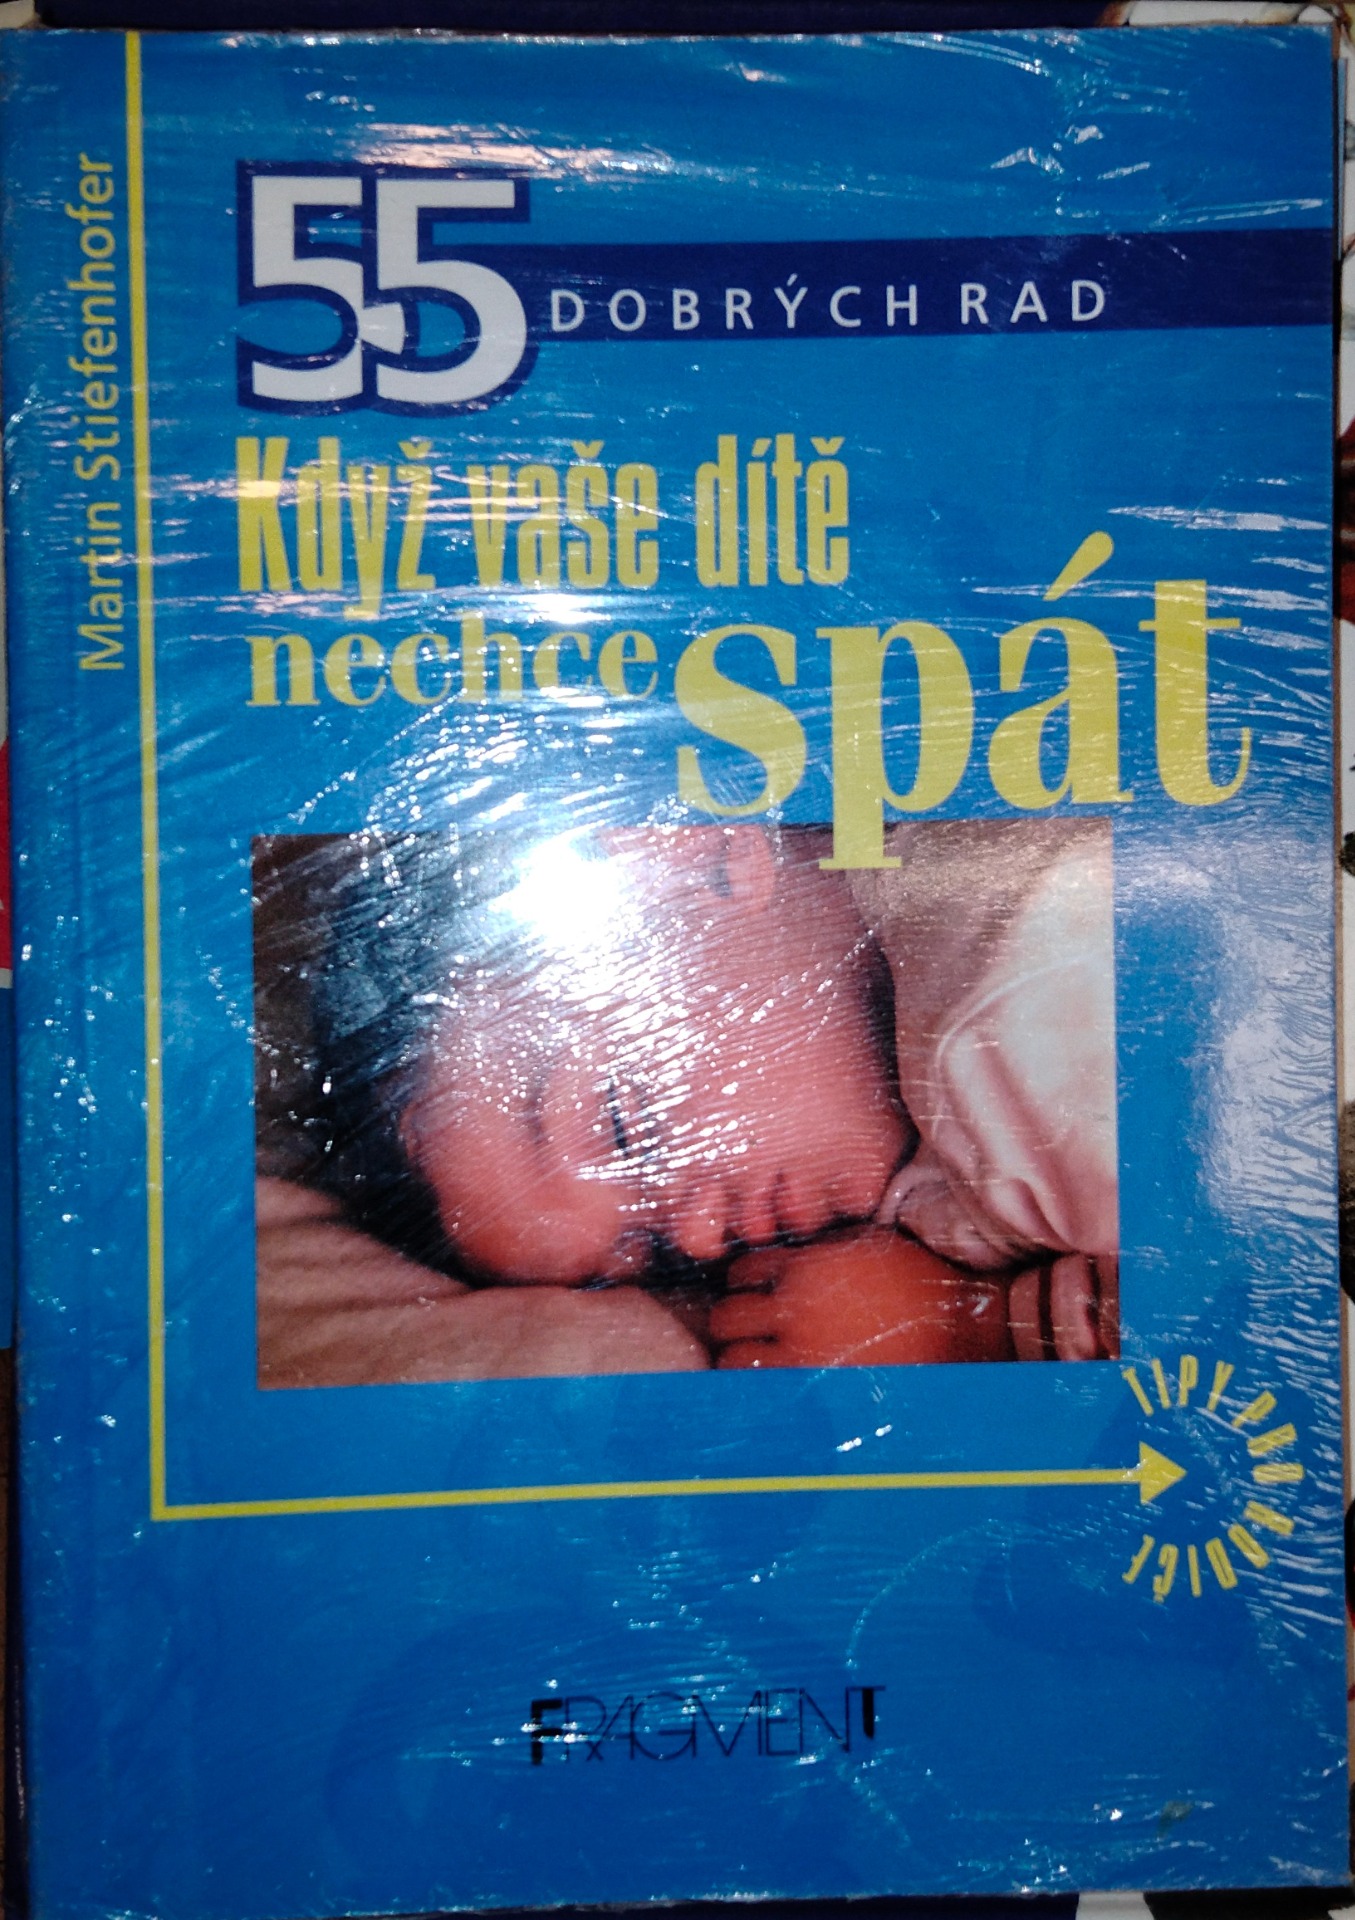 Martin Stiefenhofer
55 DOBRÝCH RAD
Když vaše dítě
nechce spát
TIPY PRO RODIČE
FRAGMENT